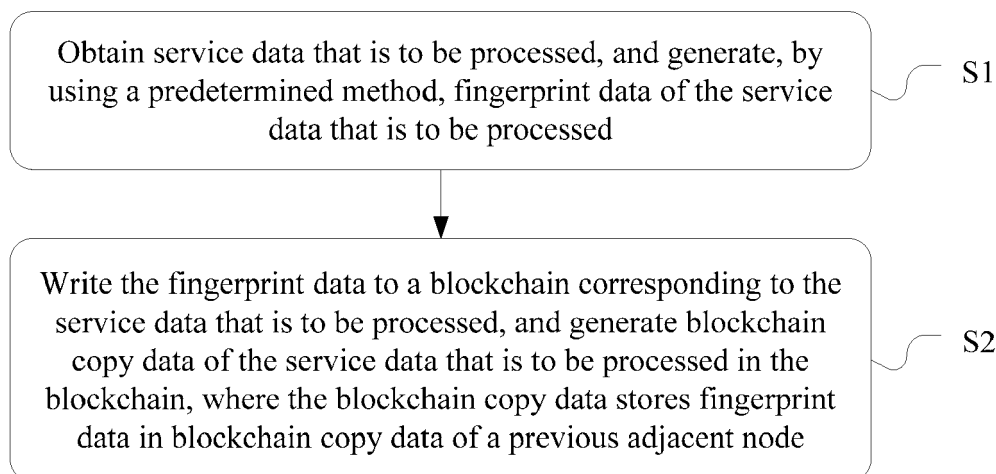 Obtain service data that is to be processed, and generate, by
using a predetermined method, fingerprint data of the service
data that is to be processed
S1
Write the fingerprint data to a blockchain corresponding to the
service data that is to be processed, and generate blockchain
copy data of the service data that is to be processed in the
blockchain, where the blockchain copy data stores fingerprint
data in blockchain copy data of a previous adjacent node
S2